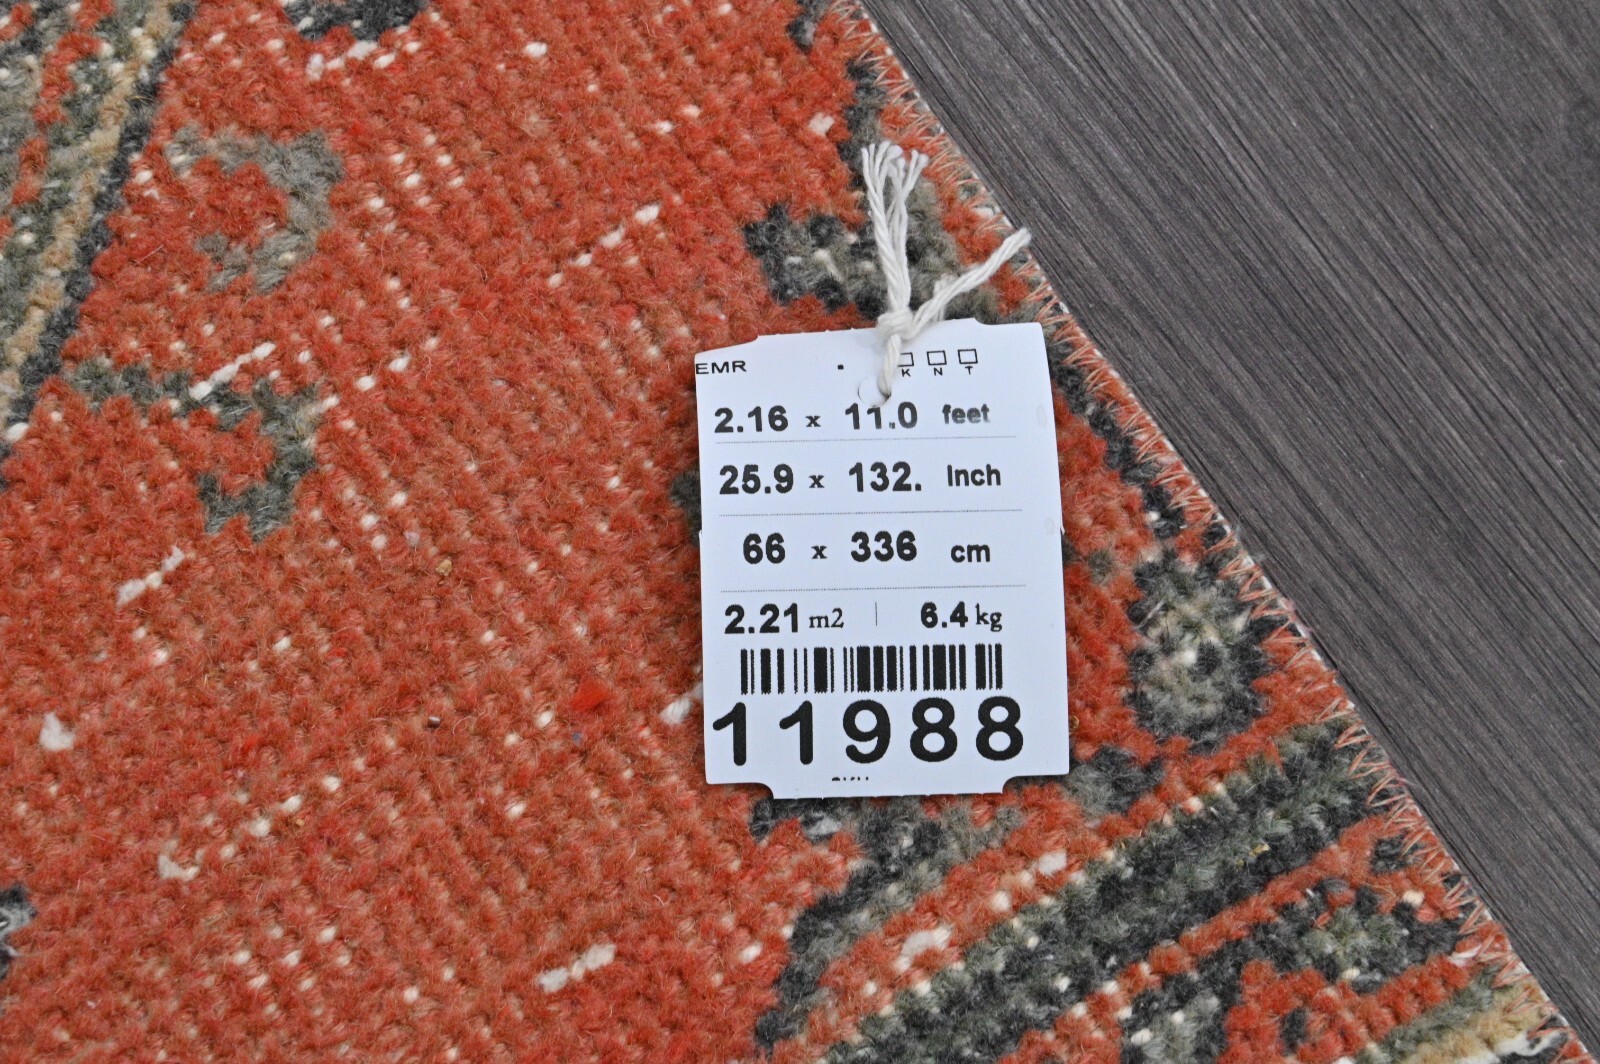 EMR
K N T
2.16 x 11.0 feet
25.9 x 132. Inch
66 x 336 cm
2.21 m2 | 6.4 kg
11988